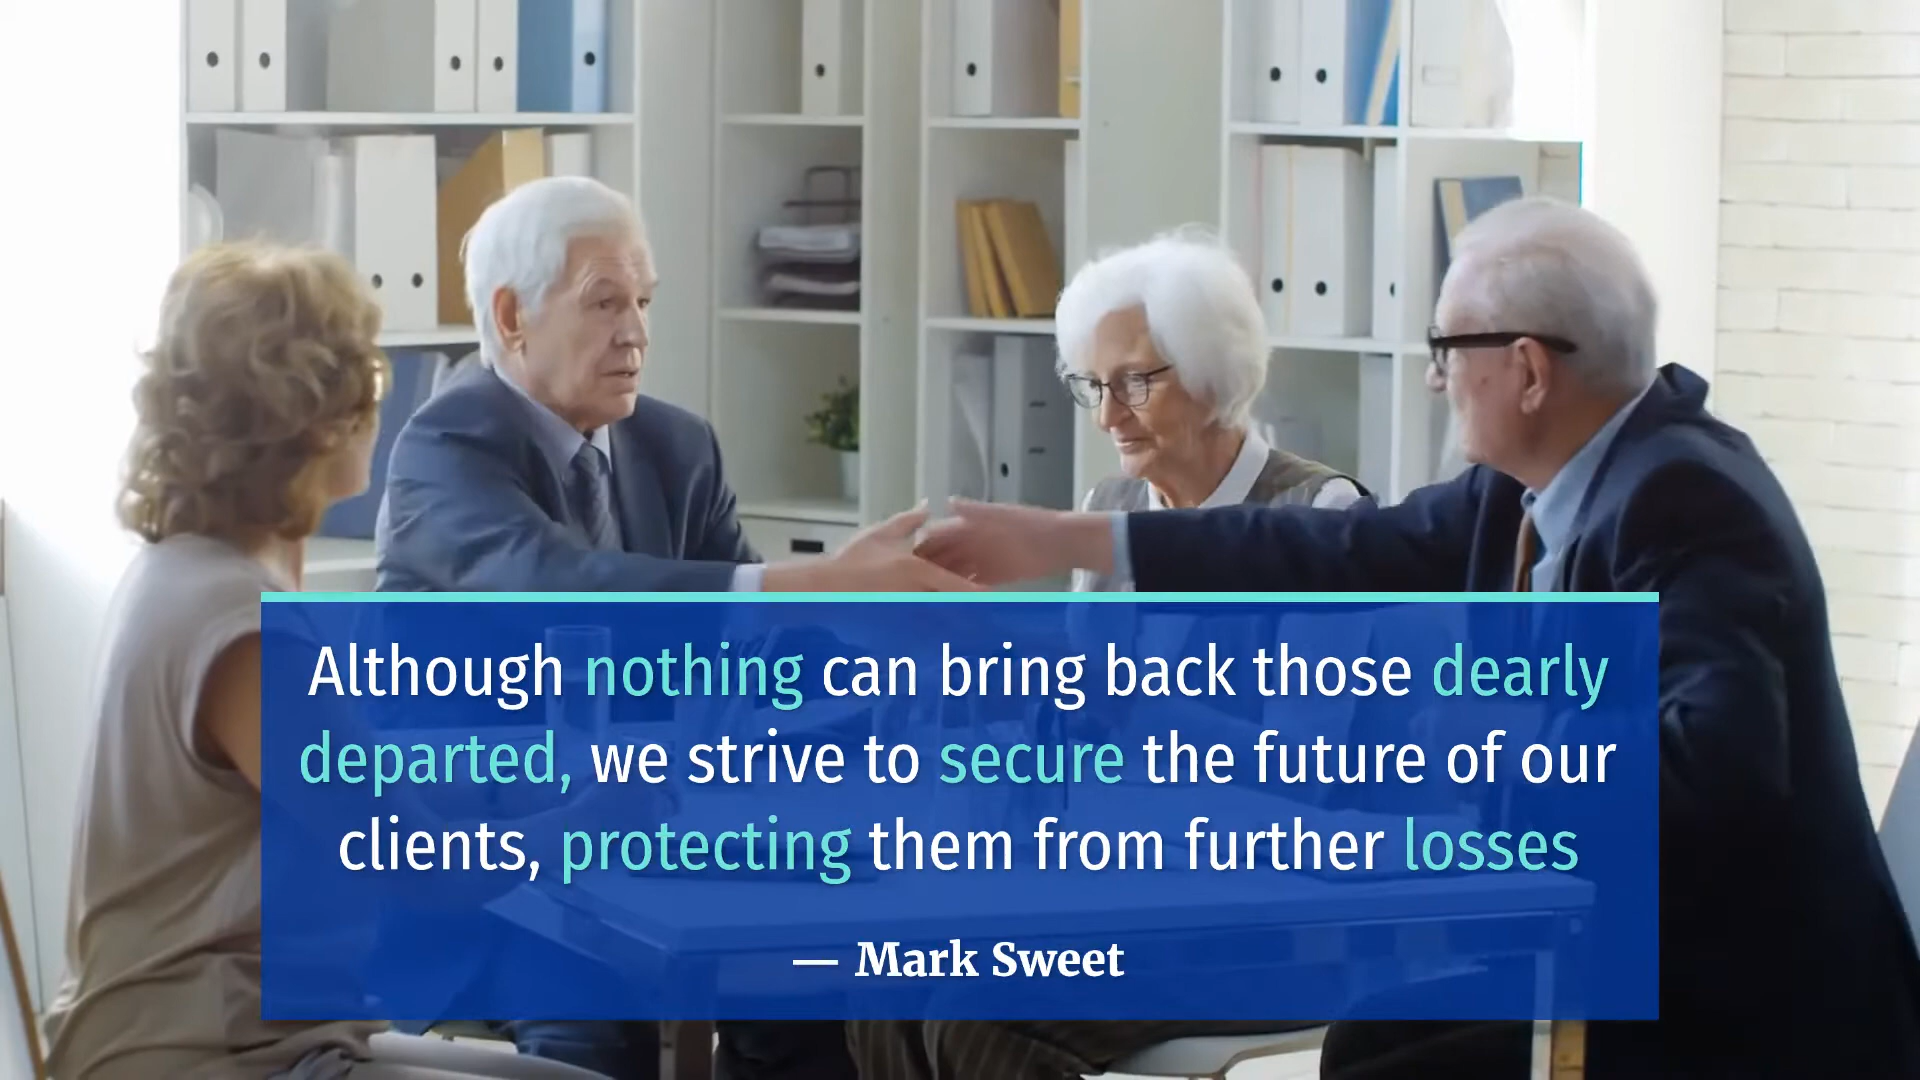 Although nothing can bring back those dearly
departed, we strive to secure the future of our
clients, protecting them from further losses
— Mark Sweet